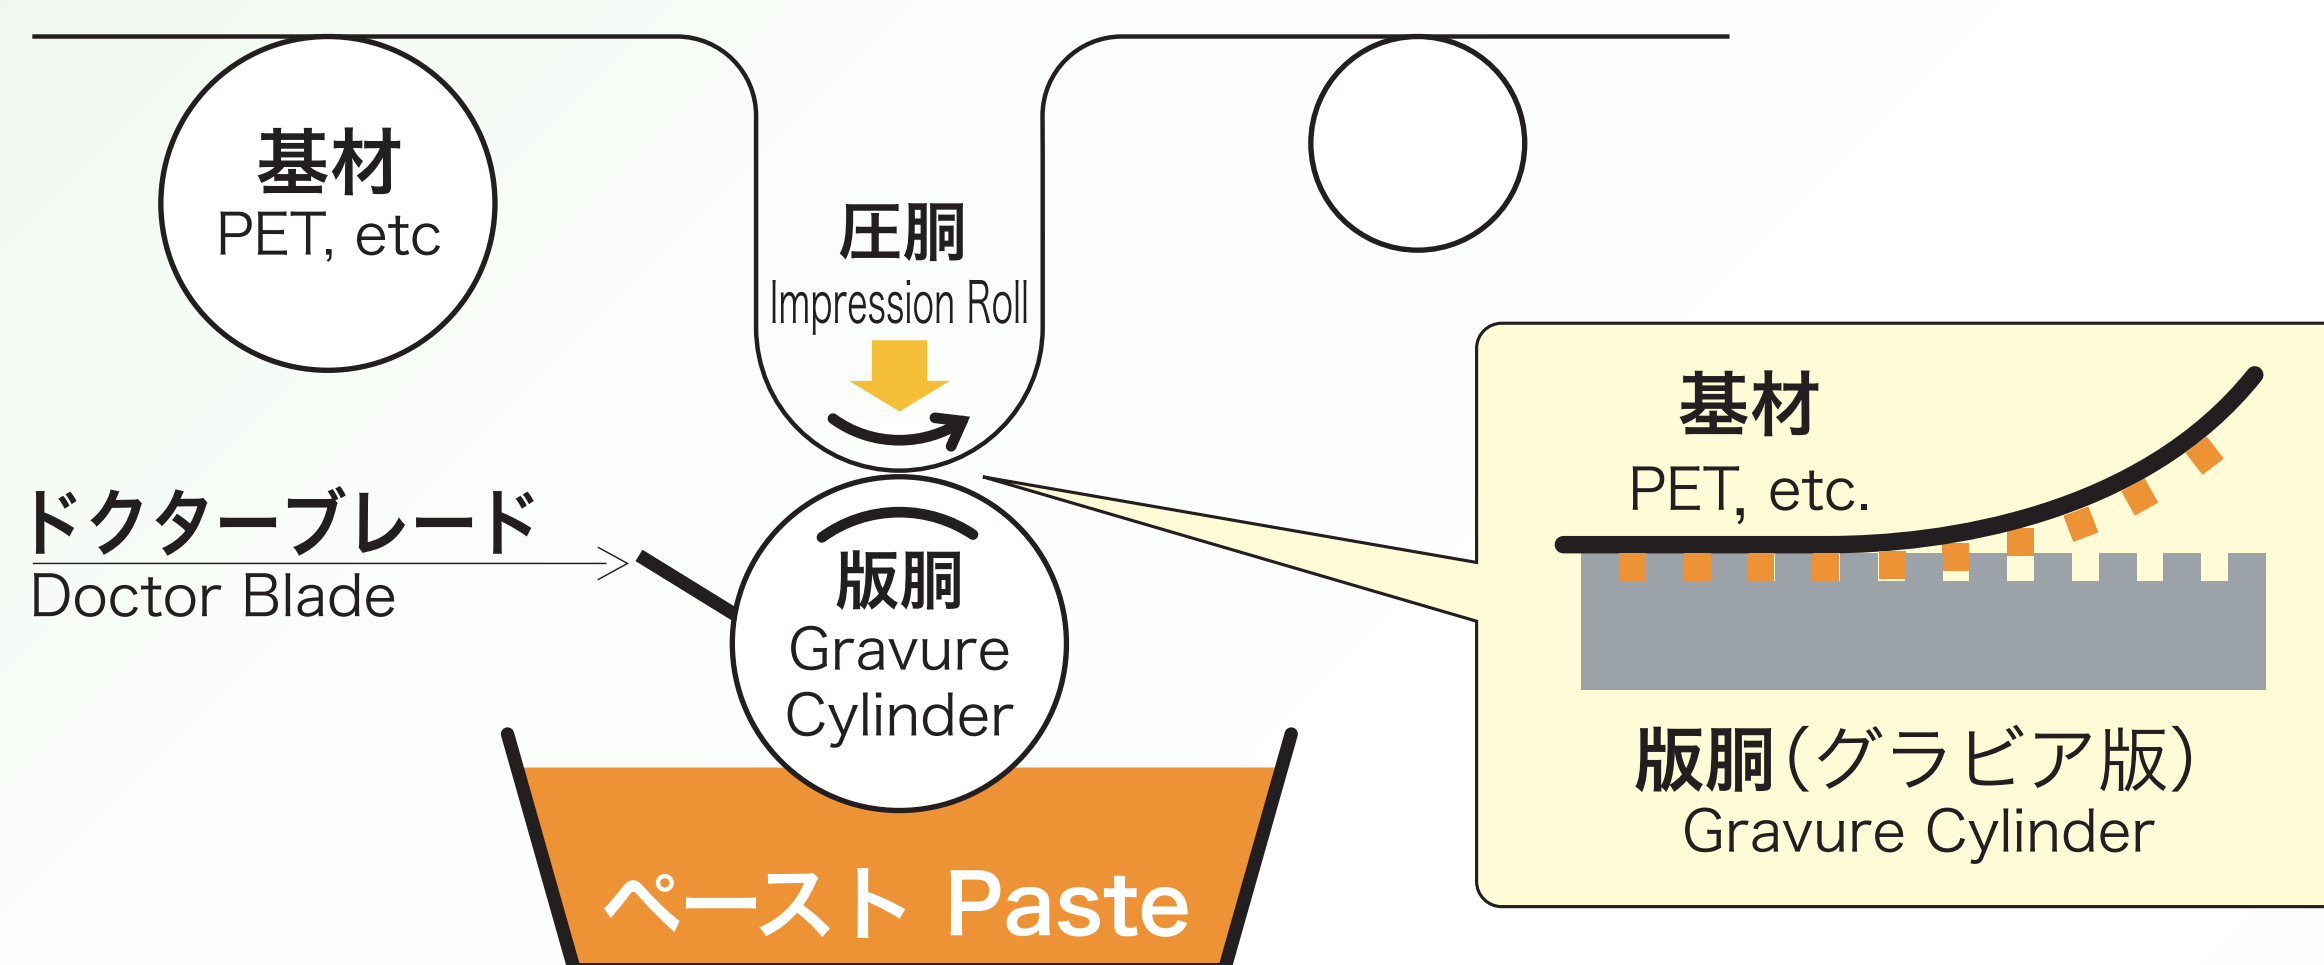 基材
PET, etc
圧胴
Impression Roll
ドクターブレード
Doctor Blade
版胴
Gravure
Cylinder
ペースト Paste
基材
PET, etc.
版胴（グラビア版）
Gravure Cylinder